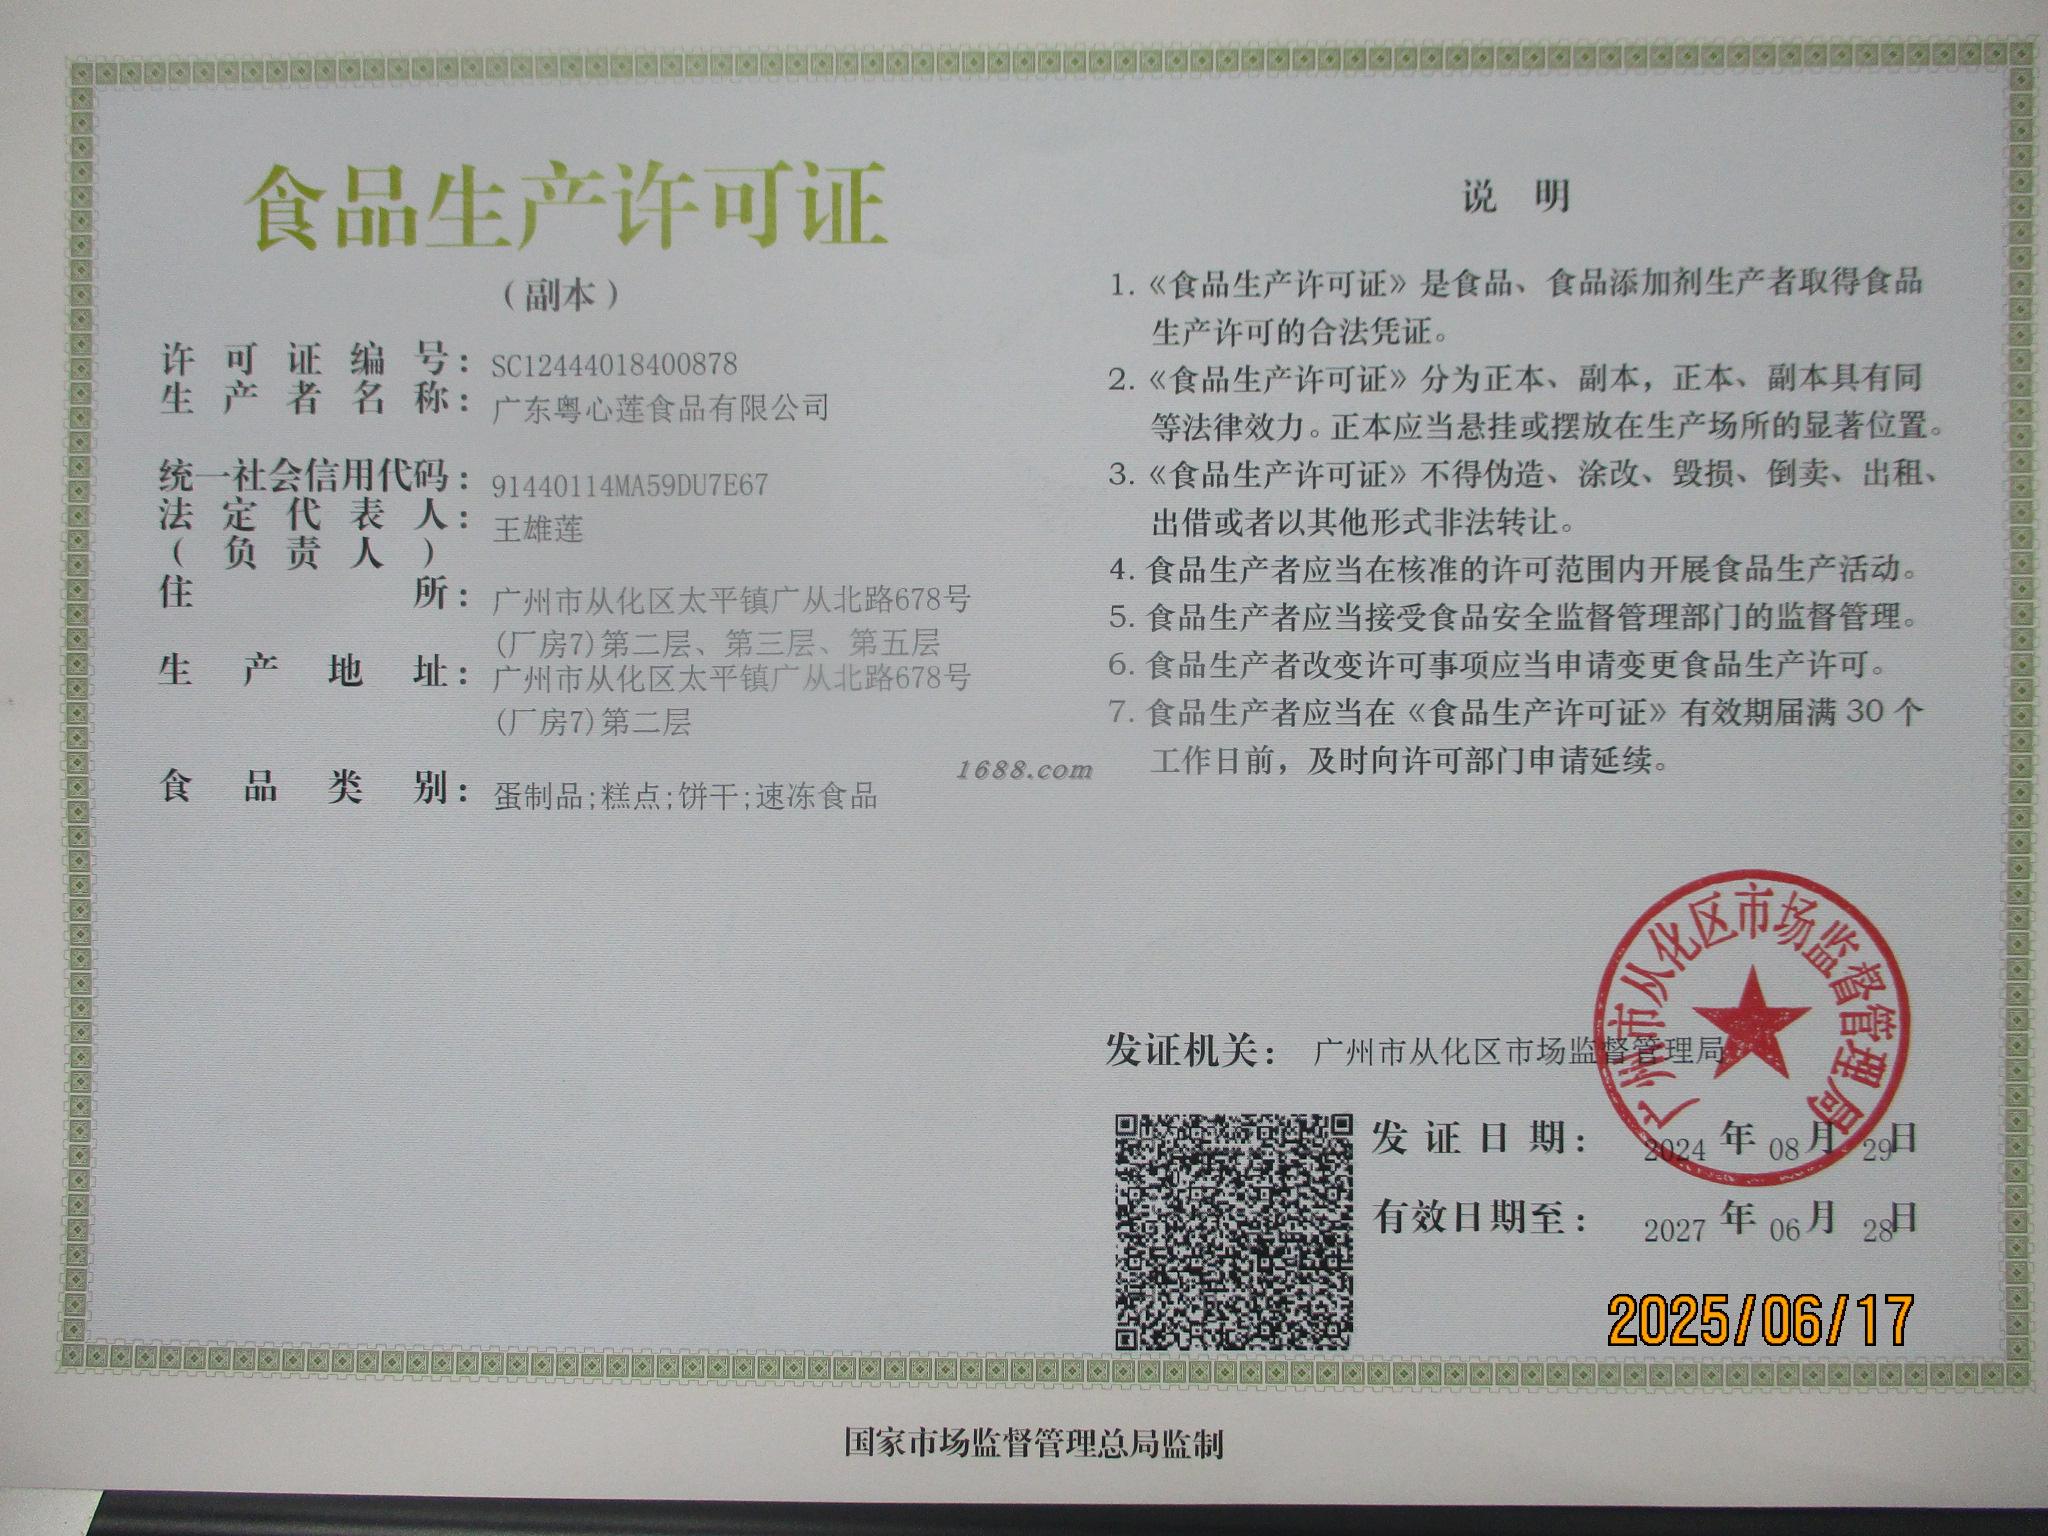 食品生产许可证
（副本）
许可证编号：SC12444018400878
生产者名称：广东粤心莲食品有限公司
统一社会信用代码：91440114MA59DU7E67
法定代表人：王雄莲
（负责人）
住所：广州市从化区太平镇广从北路678号
(厂房7)第二层、第三层、第五层
生产地址：广州市从化区太平镇广从北路678号
(厂房7)第二层
食品类别：蛋制品;糕点;饼干;速冻食品
1688.com
说明
1.《食品生产许可证》是食品、食品添加剂生产者取得食品
生产许可的合法凭证。
2.《食品生产许可证》分为正本、副本，正本、副本具有同
等法律效力。正本应当悬挂或摆放在生产场所的显著位置。
3.《食品生产许可证》不得伪造、涂改、毁损、倒卖、出租、
出借或者以其他形式非法转让。
4. 食品生产者应当在核准的许可范围内开展食品生产活动。
5. 食品生产者应当接受食品安全监督管理部门的监督管理。
6. 食品生产者改变许可事项应当申请变更食品生产许可。
7. 食品生产者应当在《食品生产许可证》有效期届满 30 个
工作日前，及时向许可部门申请延续。
广州市从化区市场监督管理局
发证机关：广州市从化区市场监督管理局
发证日期：2024年08月29日
有效日期至：2027年06月28日
2025/06/17
国家市场监督管理总局监制